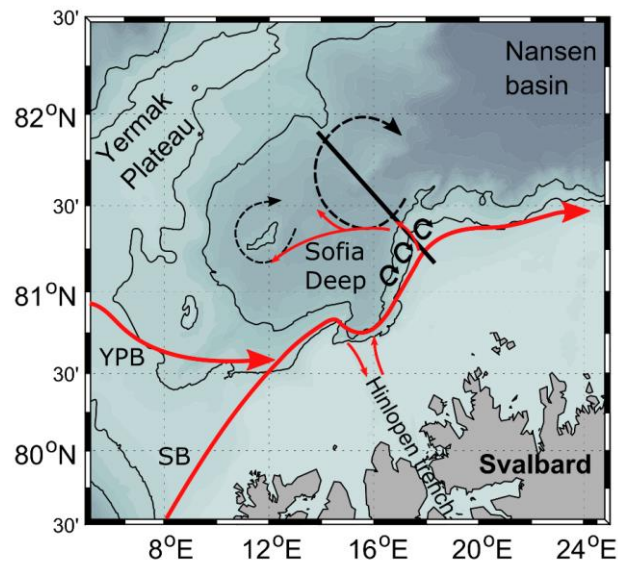 30'
82°N
30'
81°N
30'
80°N
30'
Nansen
basin
Yermak
Plateau
Sofia
Deep
C
C
C
YPB
SB
Hinlopen trench
Svalbard
8°E
12°E
16°E
20°E
24°E